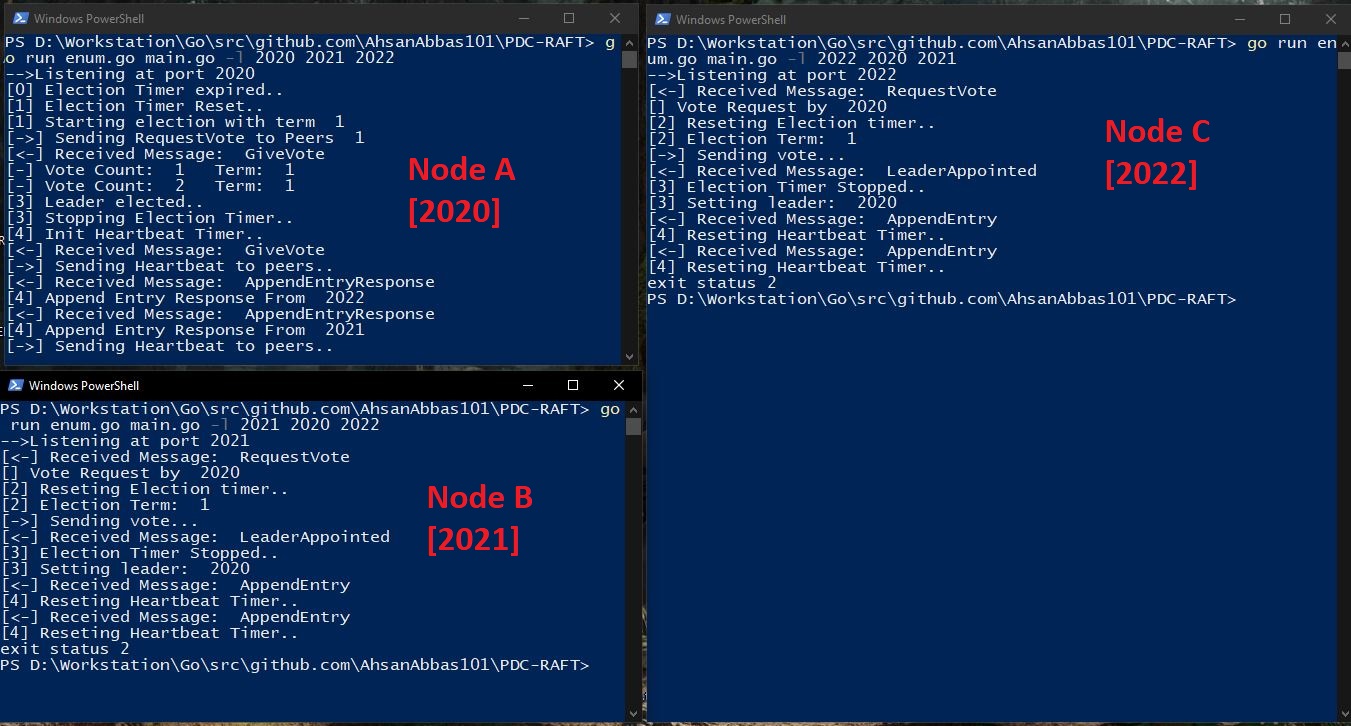 Windows PowerShell
PS D:\Workstation\Go\src\github.com\AhsanAbbas101\PDC-RAFT> g
o run enum.go main.go -l 2020 2021 2022
-->Listening at port 2020
[0] Election Timer expired..
[1] Election Timer Reset..
[1] Starting election with term  1
[->] Sending RequestVote to Peers  1
[<-] Received Message:  GiveVote
[-] Vote Count:  1   Term:  1
[-] Vote Count:  2   Term:  1
[3] Leader elected..
[3] Stopping Election Timer..
[4] Init Heartbeat Timer..
[<-] Received Message:  GiveVote
[->] Sending Heartbeat to peers..
[<-] Received Message:  AppendEntryResponse
[4] Append Entry Response From  2022
[<-] Received Message:  AppendEntryResponse
[4] Append Entry Response From  2021
[->] Sending Heartbeat to peers..
Node A
[2020]
Windows PowerShell
PS D:\Workstation\Go\src\github.com\AhsanAbbas101\PDC-RAFT> go
 run enum.go main.go -l 2021 2020 2022
-->Listening at port 2021
[<-] Received Message:  RequestVote
[] Vote Request by  2020
[2] Reseting Election timer..
[2] Election Term:  1
[->] Sending vote...
[<-] Received Message:  LeaderAppointed
[3] Election Timer Stopped..
[3] Setting leader:  2020
[<-] Received Message:  AppendEntry
[4] Reseting Heartbeat Timer..
[<-] Received Message:  AppendEntry
[4] Reseting Heartbeat Timer..
exit status 2
PS D:\Workstation\Go\src\github.com\AhsanAbbas101\PDC-RAFT>
Node B
[2021]
Windows PowerShell
PS D:\Workstation\Go\src\github.com\AhsanAbbas101\PDC-RAFT> go run en
um.go main.go -l 2022 2020 2021
-->Listening at port 2022
[<-] Received Message:  RequestVote
[] Vote Request by  2020
[2] Reseting Election timer..
[2] Election Term:  1
[->] Sending vote...
[<-] Received Message:  LeaderAppointed
[3] Election Timer Stopped..
[3] Setting leader:  2020
[<-] Received Message:  AppendEntry
[4] Reseting Heartbeat Timer..
[<-] Received Message:  AppendEntry
[4] Reseting Heartbeat Timer..
exit status 2
PS D:\Workstation\Go\src\github.com\AhsanAbbas101\PDC-RAFT>
Node C
[2022]